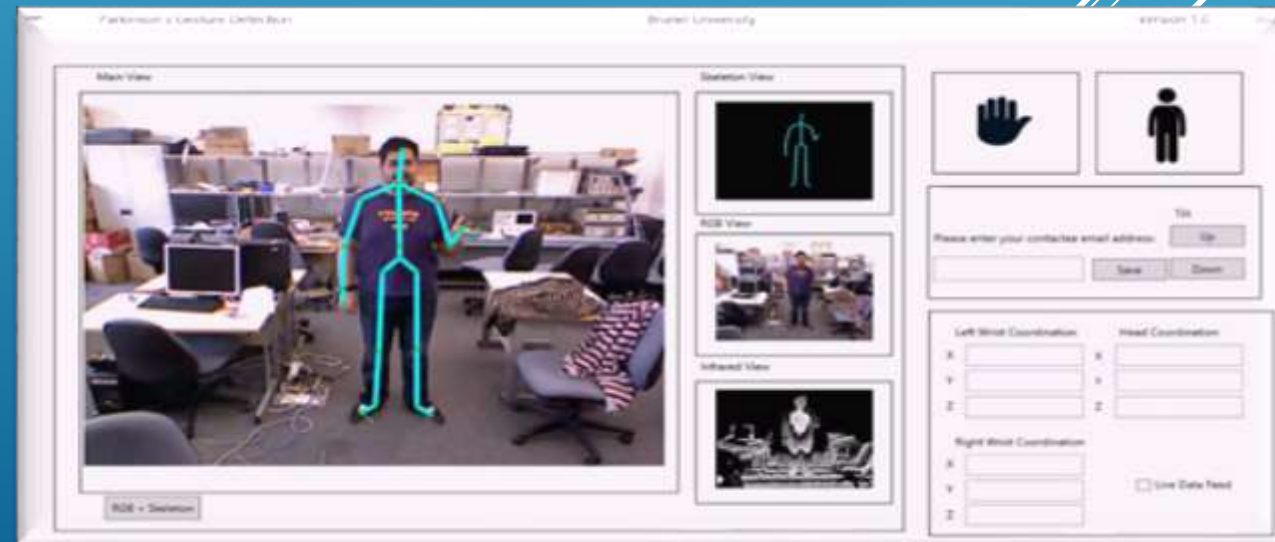 Parkinson's Gesture Detection
Brunel University
Version 1.0
Main View
Skeleton View
RGB View
Infrared View
RGB + Skeleton
Tilt
Please enter your contactee email address:
Up
Save
Down
Left Wrist Coordination
Head Coordination
X
X
Y
Y
Z
Z
Right Wrist Coordination
X
Y
Z
Live Data Feed